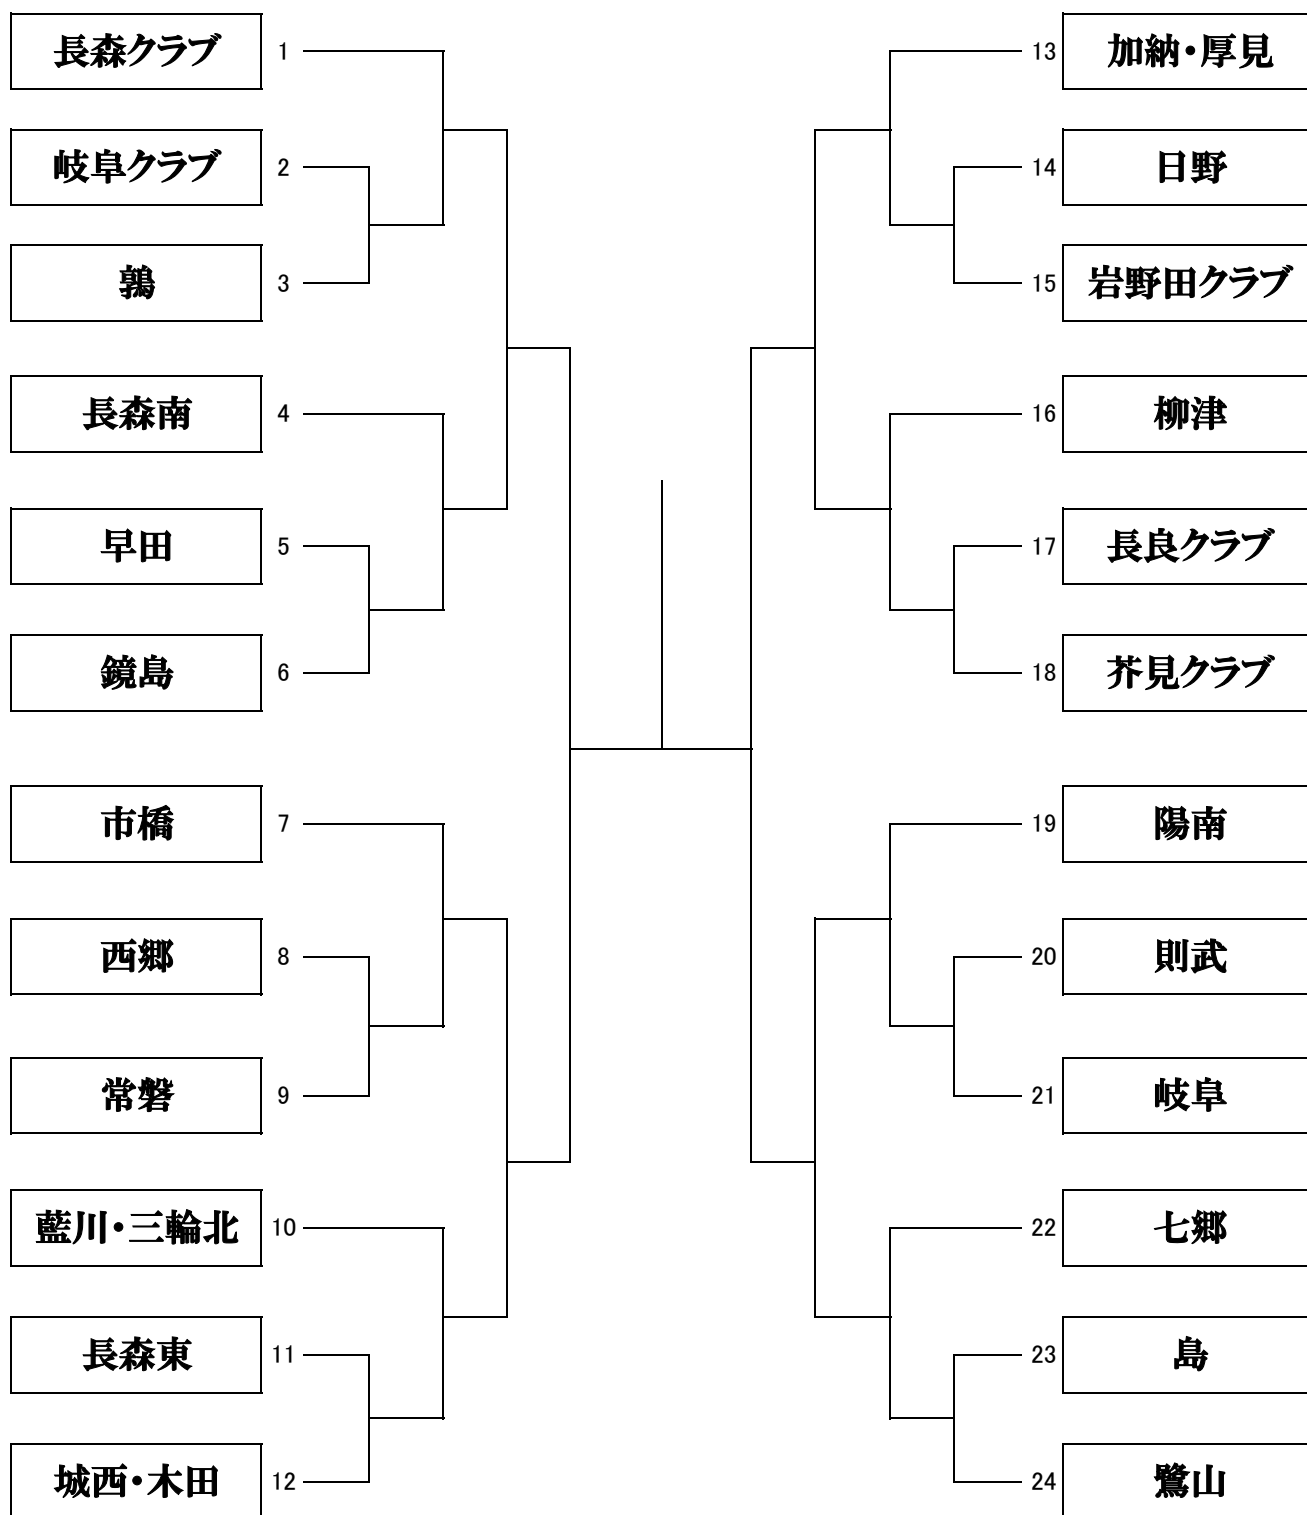 長森クラブ 1
岐阜クラブ 2
鶉 3
長森南 4
早田 5
鏡島 6
市橋 7
西郷 8
常磐 9
藍川・三輪北 10
長森東 11
城西・木田 12
13 加納・厚見
14 日野
15 岩野田クラブ
16 柳津
17 長良クラブ
18 芥見クラブ
19 陽南
20 則武
21 岐阜
22 七郷
23 島
24 鷺山